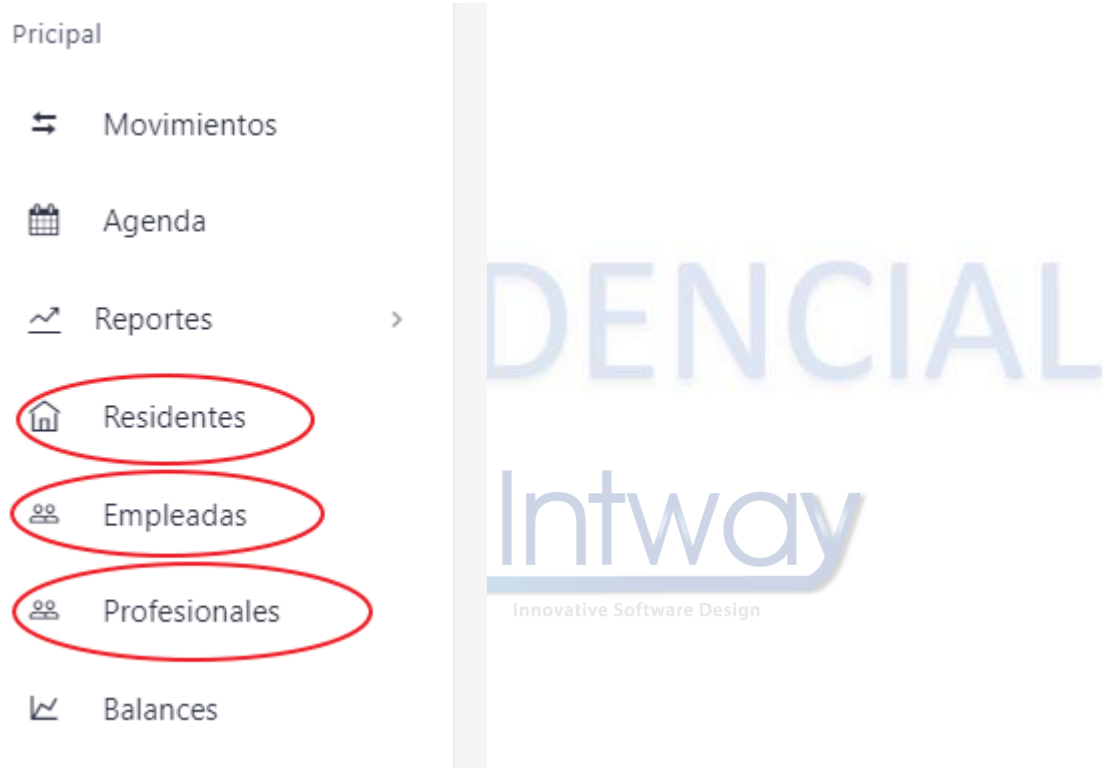 Pricipal
Movimientos
Agenda
Reportes
Residentes
Empleadas
Profesionales
Balances
DENCIAL
Intway
Innovative Software Design